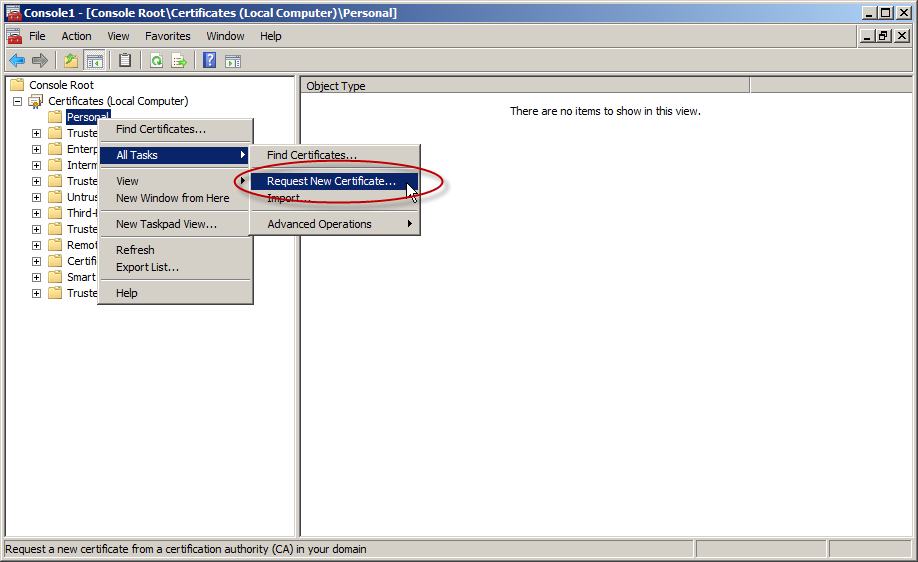 Console1 - [Console Root\Certificates (Local Computer)\Personal]
File Action View Favorites Window Help
Console Root
Certificates (Local Computer)
Personal
Truste
Enterp
Interm
Truste
Untrus
Third-
Truste
Remot
Certifi
Smart
Truste
Find Certificates...
All Tasks
View
New Window from Here
New Taskpad View...
Refresh
Export List...
Help
Find Certificates...
Request New Certificate...
Import...
Advanced Operations
Object Type
There are no items to show in this view.
Request a new certificate from a certification authority (CA) in your domain